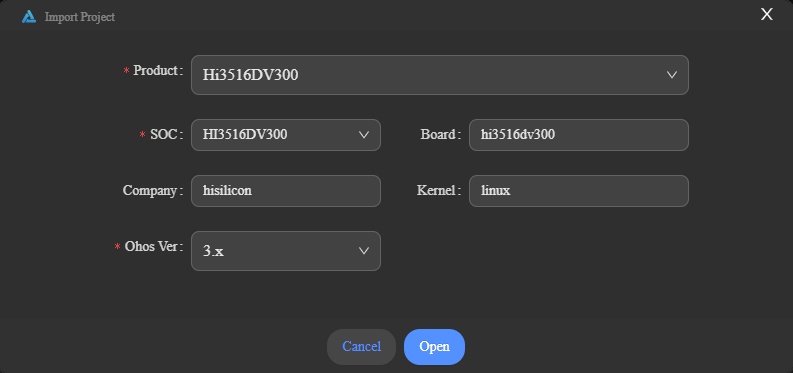 Import Project
X
* Product: Hi3516DV300
* SOC: HI3516DV300 Board: hi3516dv300
Company: hisilicon Kernel: linux
* Ohos Ver: 3.x
Cancel Open